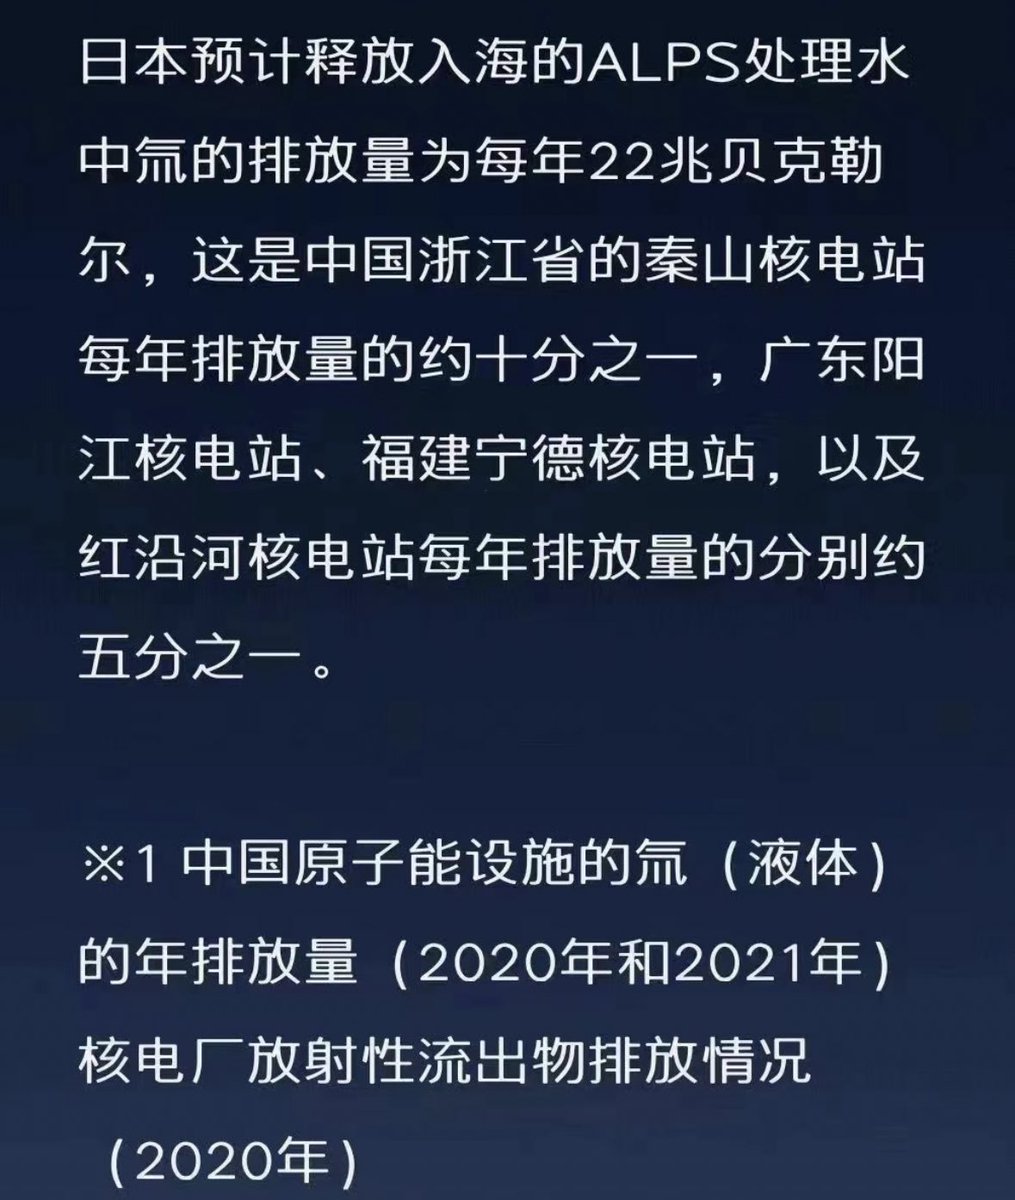 日本预计释放入海的ALPS处理水
中氚的排放量为每年22兆贝克勒
尔，这是中国浙江省的秦山核电站
每年排放量的约十分之一，广东阳
江核电站、福建宁德核电站，以及
红沿河核电站每年排放量的分别约
五分之一。
※1 中国原子能设施的氚（液体）
的年排放量（2020年和2021年）
核电厂放射性流出物排放情况
（2020年）